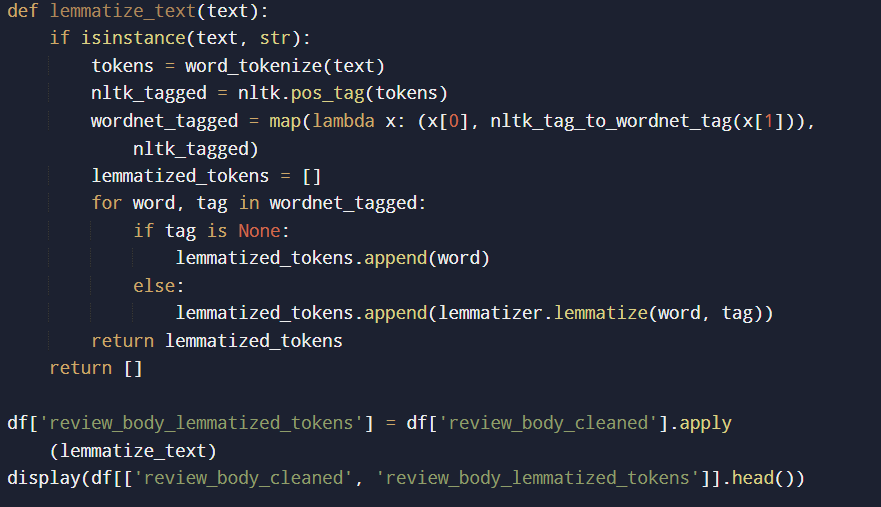 def lemmatize_text(text):
    if isinstance(text, str):
        tokens = word_tokenize(text)
        nltk_tagged = nltk.pos_tag(tokens)
        wordnet_tagged = map(lambda x: (x[0], nltk_tag_to_wordnet_tag(x[1])),
            nltk_tagged)
        lemmatized_tokens = []
        for word, tag in wordnet_tagged:
            if tag is None:
                lemmatized_tokens.append(word)
            else:
                lemmatized_tokens.append(lemmatizer.lemmatize(word, tag))
        return lemmatized_tokens
    return []

df['review_body_lemmatized_tokens'] = df['review_body_cleaned'].apply
    (lemmatize_text)
display(df[['review_body_cleaned', 'review_body_lemmatized_tokens']].head())